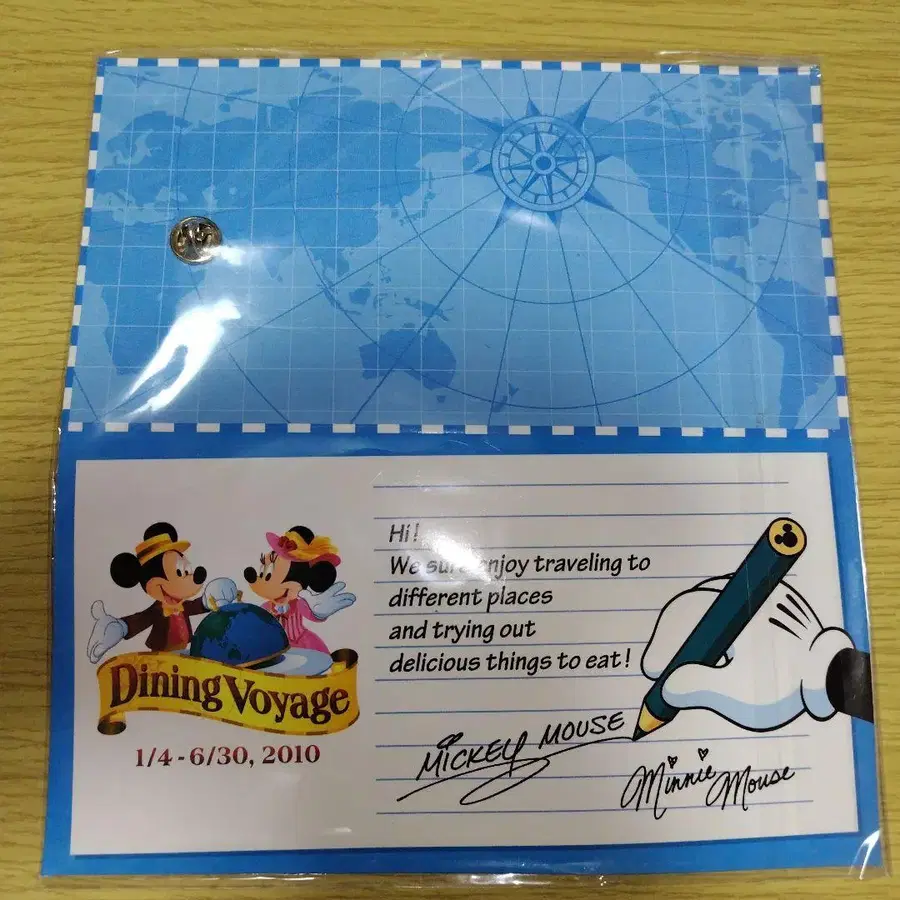 Dining Voyage
1/4 - 6/30, 2010
Hi!
We sure enjoy traveling to
different places
and trying out
delicious things to eat!
MICKEY MOUSE
Minnie Mouse